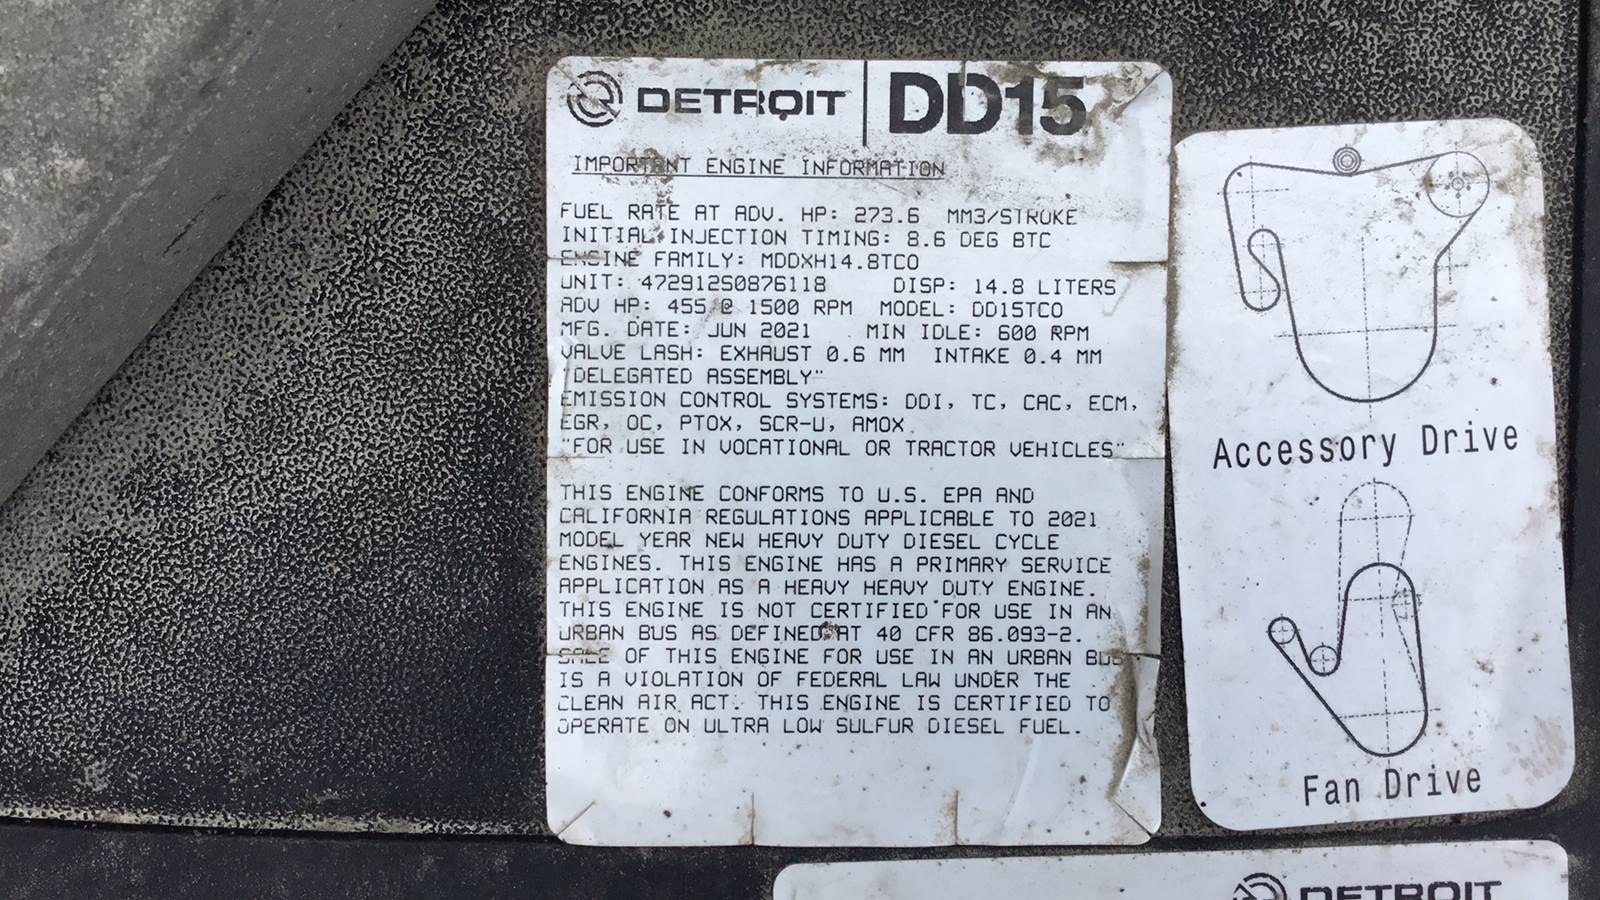 DETROIT DD15
IMPORTANT ENGINE INFORMATION
FUEL RATE AT ADV. HP: 273.6 MM3/STROKE
INITIAL INJECTION TIMING: 8.6 DEG BTC
ENGINE FAMILY: MDDXH14.8TCO
UNIT: 472912S0876118 DISP: 14.8 LITERS
ADV HP: 455 @ 1500 RPM MODEL: DD15TCO
MFG. DATE: JUN 2021 MIN IDLE: 600 RPM
VALVE LASH: EXHAUST 0.6 MM INTAKE 0.4 MM
"DELEGATED ASSEMBLY"
EMISSION CONTROL SYSTEMS: DDI, TC, CAC, ECM,
EGR, OC, PTOX, SCR-U, AMOX
"FOR USE IN VOCATIONAL OR TRACTOR VEHICLES"
THIS ENGINE CONFORMS TO U.S. EPA AND
CALIFORNIA REGULATIONS APPLICABLE TO 2021
MODEL YEAR NEW HEAVY DUTY DIESEL CYCLE
ENGINES. THIS ENGINE HAS A PRIMARY SERVICE
APPLICATION AS A HEAVY HEAVY DUTY ENGINE.
THIS ENGINE IS NOT CERTIFIED FOR USE IN AN
URBAN BUS AS DEFINED AT 40 CFR 86.093-2.
SALE OF THIS ENGINE FOR USE IN AN URBAN BUS
IS A VIOLATION OF FEDERAL LAW UNDER THE
CLEAN AIR ACT. THIS ENGINE IS CERTIFIED TO
OPERATE ON ULTRA LOW SULFUR DIESEL FUEL.
Accessory Drive
Fan Drive
DETROIT